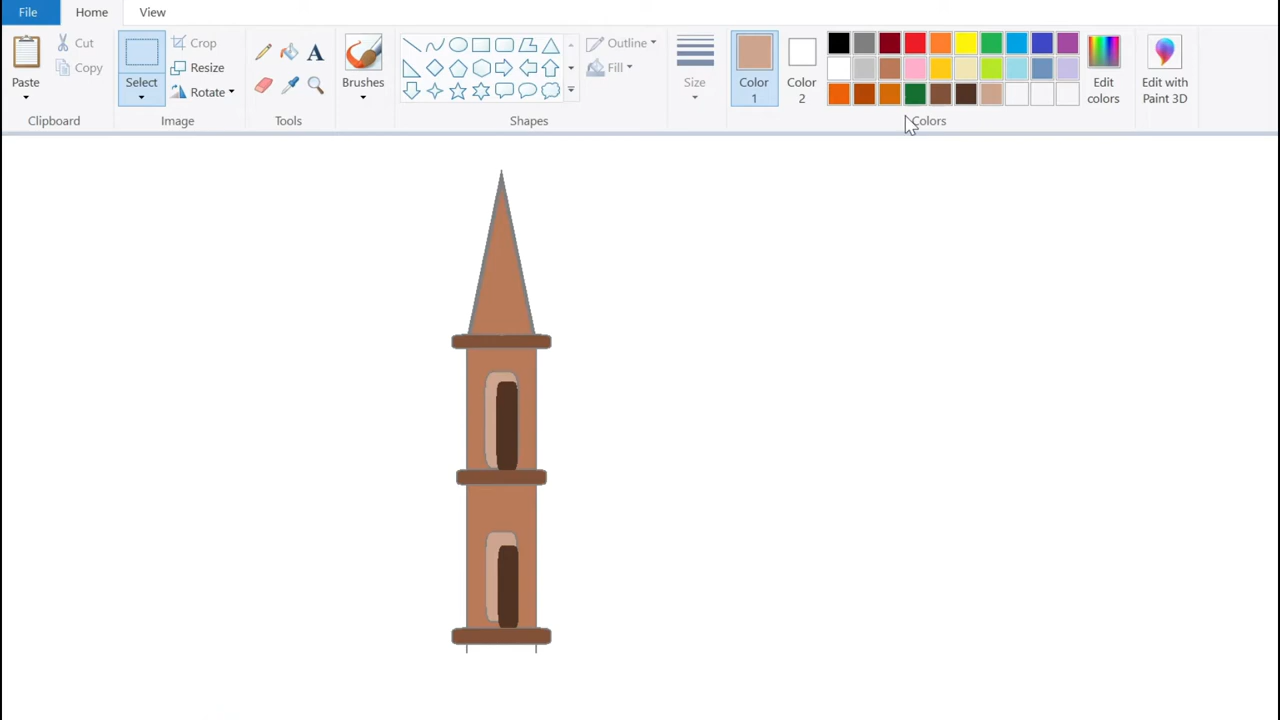 File Home View
Paste
Cut
Copy
Clipboard
Select
Crop
Resize
Rotate
Image
A
Tools
Brushes
Outline
Fill
Shapes
Size
Color 1
Color 2
Edit colors
Colors
Edit with Paint 3D